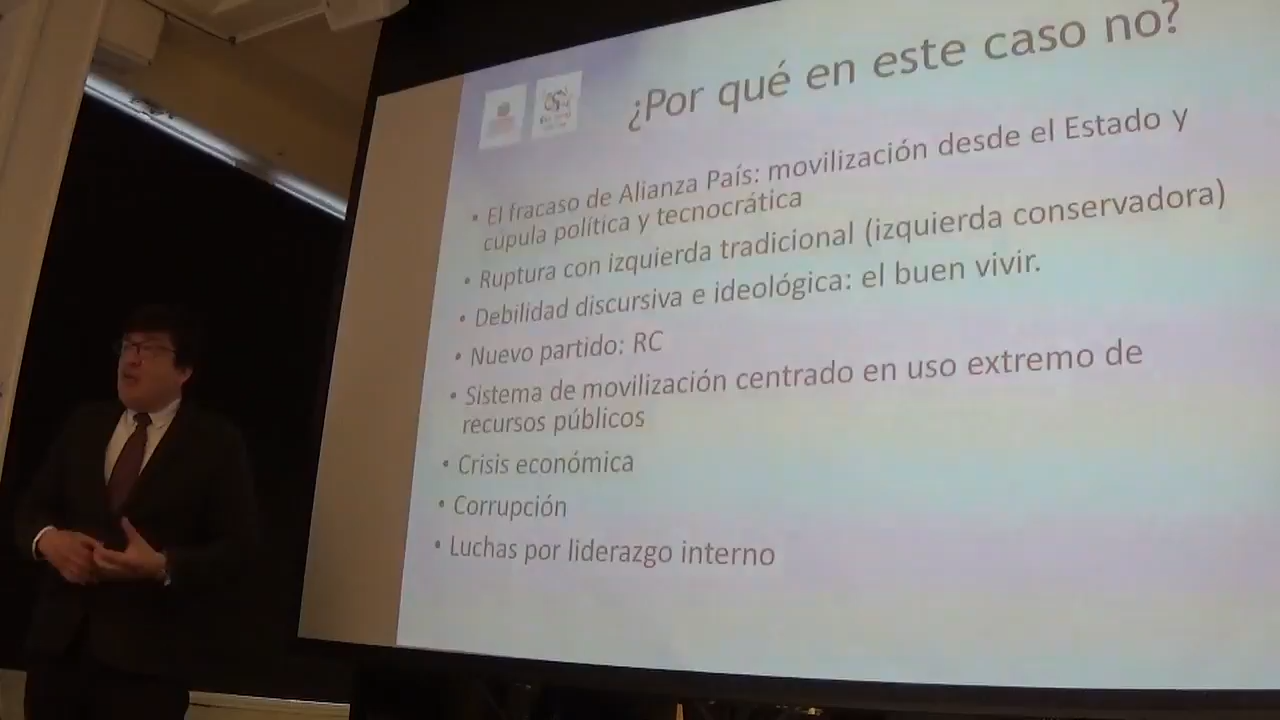 ¿Por qué en este caso no?
• El fracaso de Alianza País: movilización desde el Estado y
cúpula política y tecnocrática
• Ruptura con izquierda tradicional (izquierda conservadora)
• Debilidad discursiva e ideológica: el buen vivir.
• Nuevo partido: RC
• Sistema de movilización centrado en uso extremo de
recursos públicos
• Crisis económica
• Corrupción
• Luchas por liderazgo interno